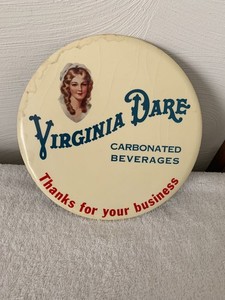 VIRGINIA DARE
CARBONATED
BEVERAGES
Thanks for your business